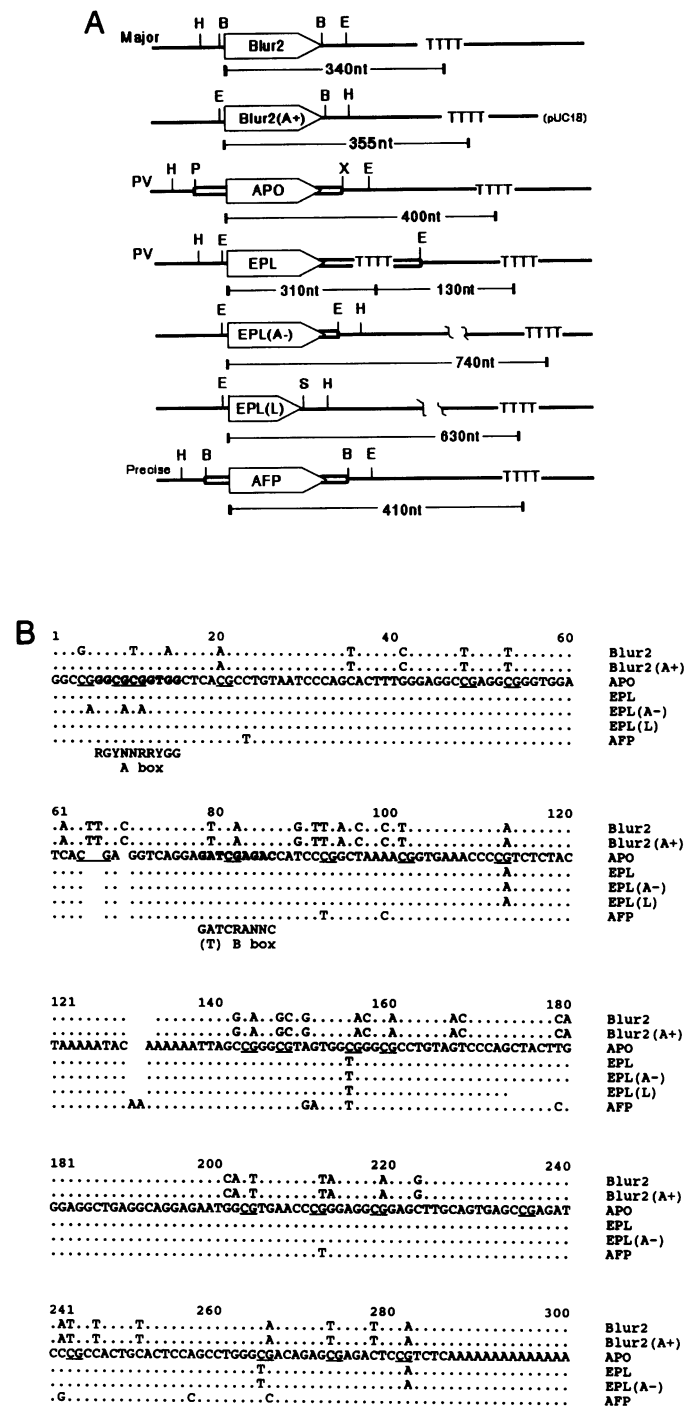 A
H B B E
Major Blur2 TTTT
340nt
E B H
Blur2(A+) TTTT (pUC18)
355nt
H P X E
PV APO TTTT
400nt
H E E
PV EPL TTTT TTTT
310nt 130nt
E E H
EPL(A-) TTTT
740nt
E S H
EPL(L) TTTT
630nt
H B B E
Precise AFP TTTT
410nt
B
1 20 40 60
...G.....T...A.....A..............T.....C......T....T....... Blur2
...................A..............T.....C......T....T....... Blur2(A+)
GGCCGGGCGCGGTGGCTCACGCCTGTAATCCCAGCACTTTGGGAGGCCGAGGCGGGTGGA APO
............................................................ EPL
....A...A.A................................................. EPL(A-)
............................................................ EPL(L)
......................T..................................... AFP
RGYNNRRYGG
A box
61 80 100 120
.A..TT..C.........T..A.......G.TT.A.C..C.T...........A....... Blur2
.A..TT..C.........T..A.......G.TT.A.C..C.T...........A....... Blur2(A+)
TCAC GA GGTCAGGAGATCGAGACCATCCCGGCTAAAACGGTGAAACCCCGTCTCTAC APO
.... .. .............................................A....... EPL
.... .. .............................................A....... EPL(A-)
.... .. .............................................A....... EPL(L)
.... .. ........................T......C.................... AFP
GATCRANNC
(T) B box
121 140 160 180
......... ............G.A..GC.G.....AC..A.......AC..........CA Blur2
......... ............G.A..GC.G.....AC..A.......AC..........CA Blur2(A+)
TAAAAATAC AAAAAATTAGCCGGGCGTAGTGGCGGGCGCCTGTAGTCCCAGCTACTTG APO
......... .......................T......................... EPL
......... .......................T......................... EPL(A-)
......... .......................T.................. EPL(L)
.........AA..................GA...T.......................C. AFP
181 200 220 240
....................CA.T.......TA.....A...G................. Blur2
....................CA.T.......TA.....A...G................. Blur2(A+)
GGAGGCTGAGGCAGGAGAATGGCGTGAACCCGGGAGGCGGAGCTTGCAGTGAGCCGAGAT APO
............................................................ EPL
............................................................ EPL(A-)
...............................T............................ AFP
241 260 280 300
.AT..T....T..............A......T....T...A.................. Blur2
.AT..T....T..............A......T....T...A.................. Blur2(A+)
CCCGCCACTGCACTCCAGCCTGGGCGACAGAGCGAGACTCCGTCTCAAAAAAAAAAAAAA APO
........................T................A.................. EPL
........................T................A.................. EPL(A-)
.G..............C........C.................................. AFP